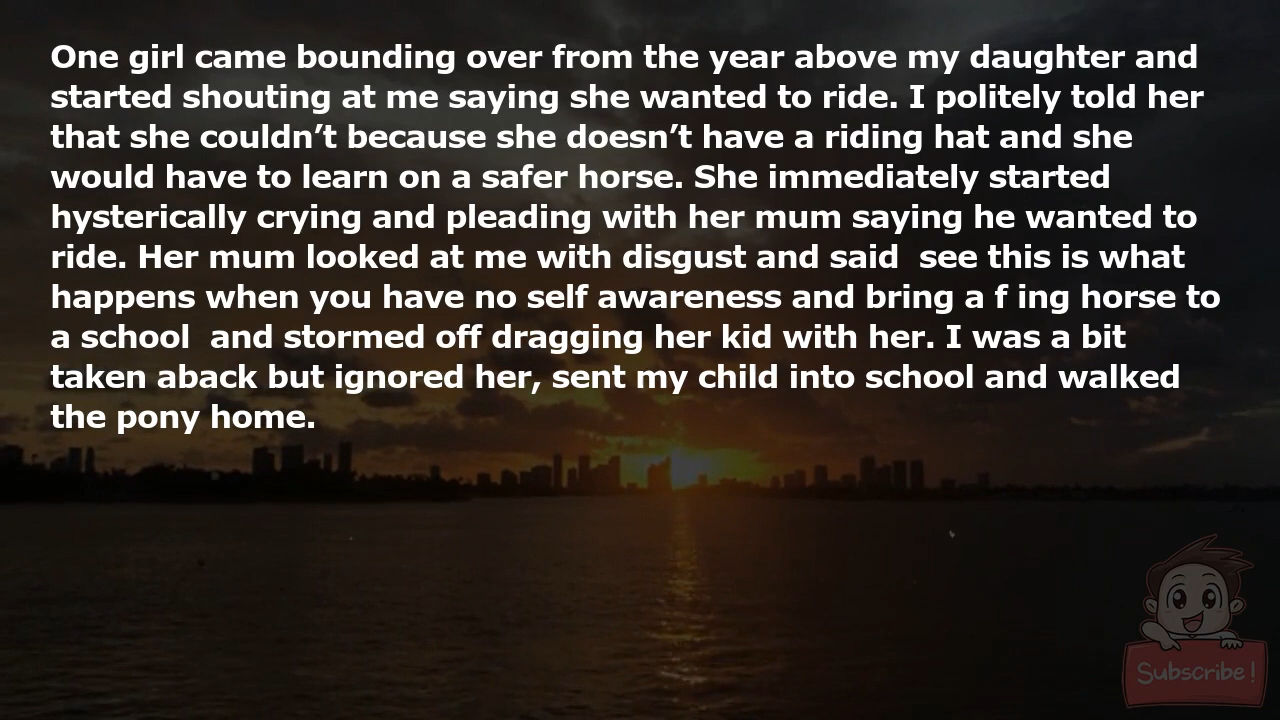 One girl came bounding over from the year above my daughter and
started shouting at me saying she wanted to ride. I politely told her
that she couldn’t because she doesn’t have a riding hat and she
would have to learn on a safer horse. She immediately started
hysterically crying and pleading with her mum saying he wanted to
ride. Her mum looked at me with disgust and said  see this is what
happens when you have no self awareness and bring a f ing horse to
a school  and stormed off dragging her kid with her. I was a bit
taken aback but ignored her, sent my child into school and walked
the pony home.
Subscribe!